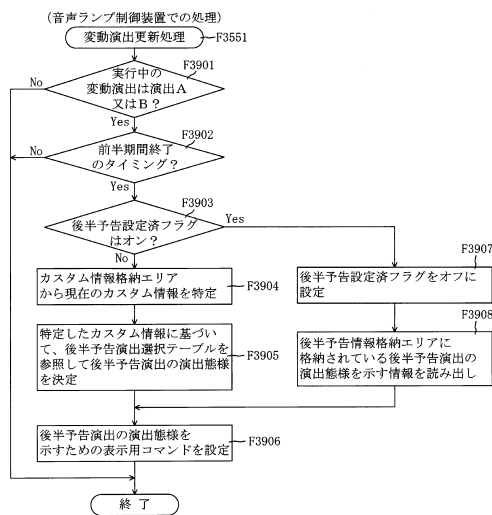 (音声ランプ制御装置での処理)
変動演出更新処理
F3551
実行中の
変動演出は演出A
又はB?
F3901
No
Yes
前半期間終了
のタイミング?
F3902
No
Yes
後半予告設定済フラグ
はオン?
F3903
Yes
No
カスタム情報格納エリア
から現在のカスタム情報を特定
F3904
後半予告設定済フラグをオフに
設定
F3907
特定したカスタム情報に基づい
て、後半予告演出選択テーブルを
参照して後半予告演出の演出態様
を決定
F3905
後半予告情報格納エリアに
格納されている後半予告演出の
演出態様を示す情報を読み出し
F3908
後半予告演出の演出態様を
示すための表示用コマンドを設定
F3906
終了